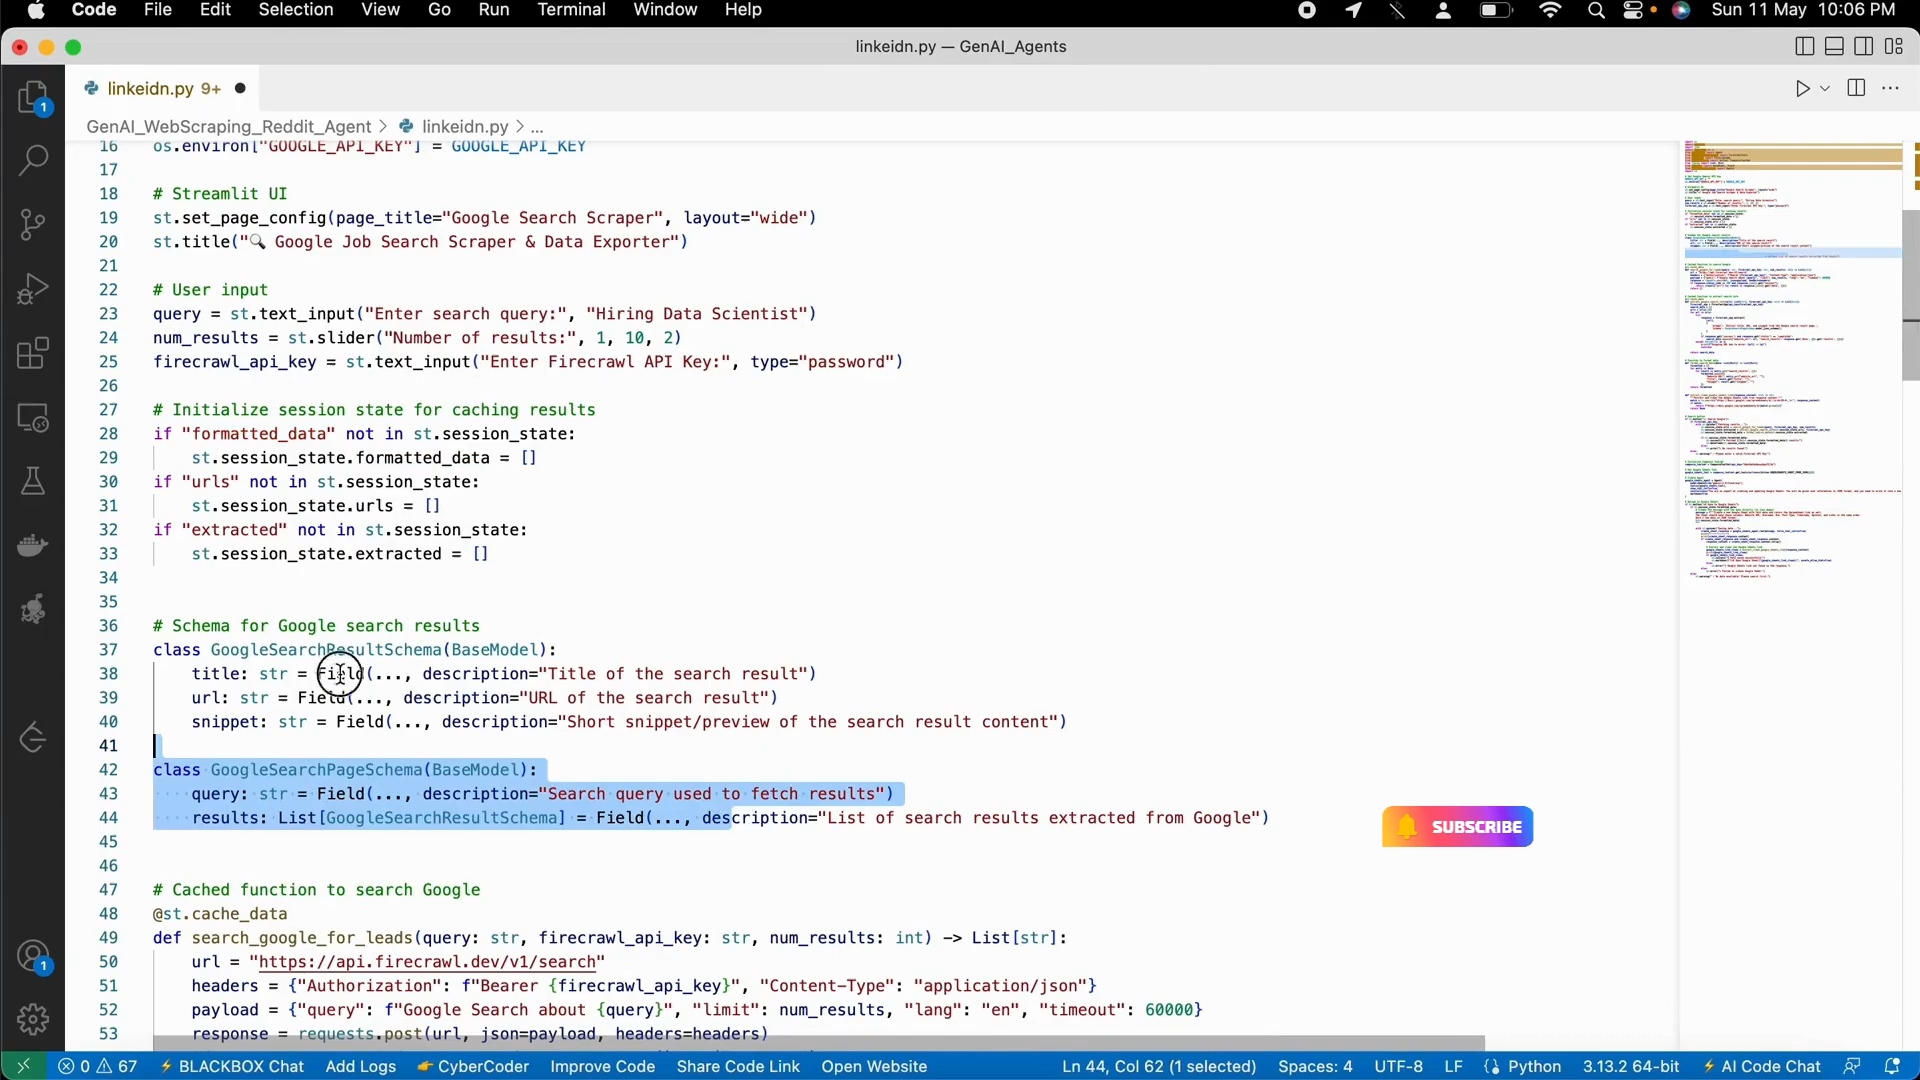 Code File Edit Selection View Go Run Terminal Window Help Sun 11 May 10:06 PM
linkeidn.py — GenAI_Agents
linkeidn.py 9+
GenAI_WebScraping_Reddit_Agent > linkeidn.py > ...
16 os.environ["GOOGLE_API_KEY"] = GOOGLE_API_KEY
17
18 # Streamlit UI
19 st.set_page_config(page_title="Google Search Scraper", layout="wide")
20 st.title("🔍 Google Job Search Scraper & Data Exporter")
21
22 # User input
23 query = st.text_input("Enter search query:", "Hiring Data Scientist")
24 num_results = st.slider("Number of results:", 1, 10, 2)
25 firecrawl_api_key = st.text_input("Enter Firecrawl API Key:", type="password")
26
27 # Initialize session state for caching results
28 if "formatted_data" not in st.session_state:
29 st.session_state.formatted_data = []
30 if "urls" not in st.session_state:
31 st.session_state.urls = []
32 if "extracted" not in st.session_state:
33 st.session_state.extracted = []
34
35
36 # Schema for Google search results
37 class GoogleSearchResultSchema(BaseModel):
38 title: str = Field(..., description="Title of the search result")
39 url: str = Field(..., description="URL of the search result")
40 snippet: str = Field(..., description="Short snippet/preview of the search result content")
41
42 class GoogleSearchPageSchema(BaseModel):
43 query: str = Field(..., description="Search query used to fetch results")
44 results: List[GoogleSearchResultSchema] = Field(..., description="List of search results extracted from Google")
SUBSCRIBE
45
46
47 # Cached function to search Google
48 @st.cache_data
49 def search_google_for_leads(query: str, firecrawl_api_key: str, num_results: int) -> List[str]:
50 url = "https://api.firecrawl.dev/v1/search"
51 headers = {"Authorization": f"Bearer {firecrawl_api_key}", "Content-Type": "application/json"}
52 payload = {"query": f"Google Search about {query}", "limit": num_results, "lang": "en", "timeout": 60000}
53 response = requests.post(url, json=payload, headers=headers)
0 67 BLACKBOX Chat Add Logs CyberCoder Improve Code Share Code Link Open Website Ln 44, Col 62 (1 selected) Spaces: 4 UTF-8 LF Python 3.13.2 64-bit AI Code Chat